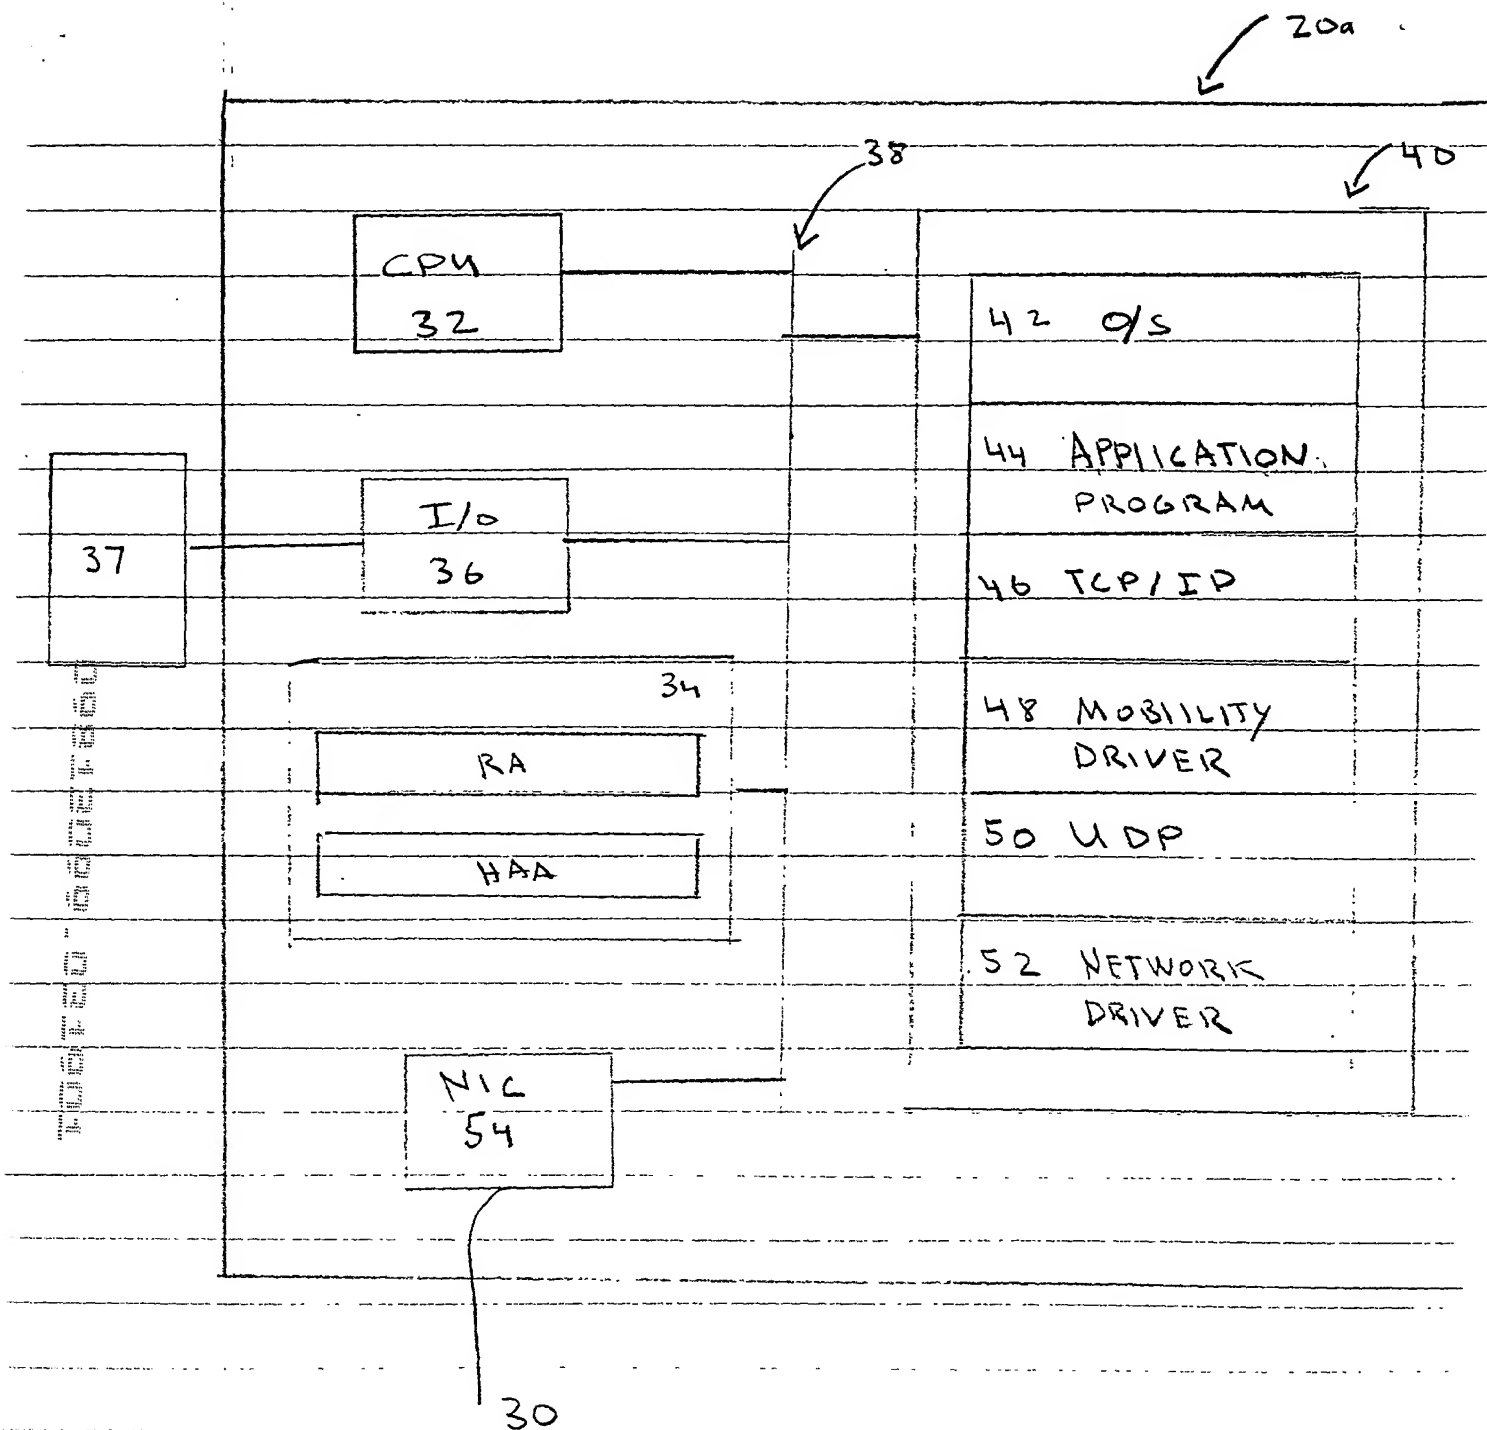 20a
38
40
CPU
32
42 O/S
44 APPLICATION
PROGRAM
37
I/O
36
46 TCP/IP
34
RA
HAA
48 MOBIILITY
DRIVER
50 UDP
52 NETWORK
DRIVER
NIC
54
30